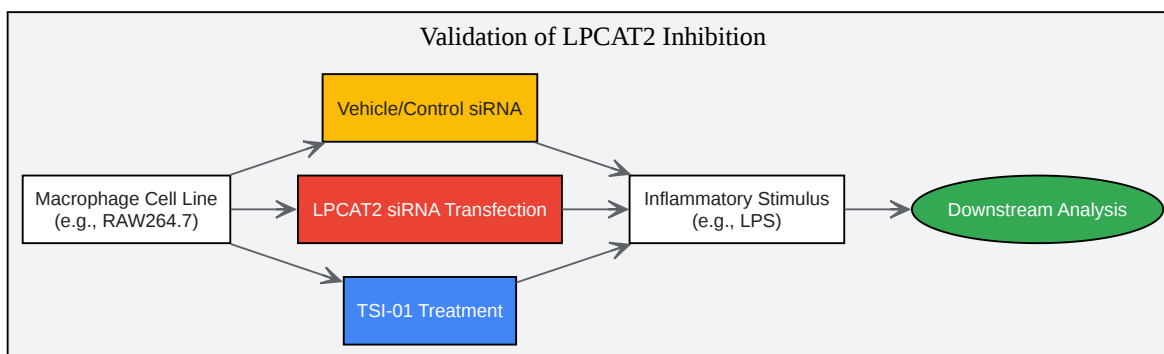 Validation of LPCAT2 Inhibition
Vehicle/Control siRNA
Macrophage Cell Line
(e.g., RAW264.7)
LPCAT2 siRNA Transfection
Inflammatory Stimulus
(e.g., LPS)
Downstream Analysis
TSI-01 Treatment